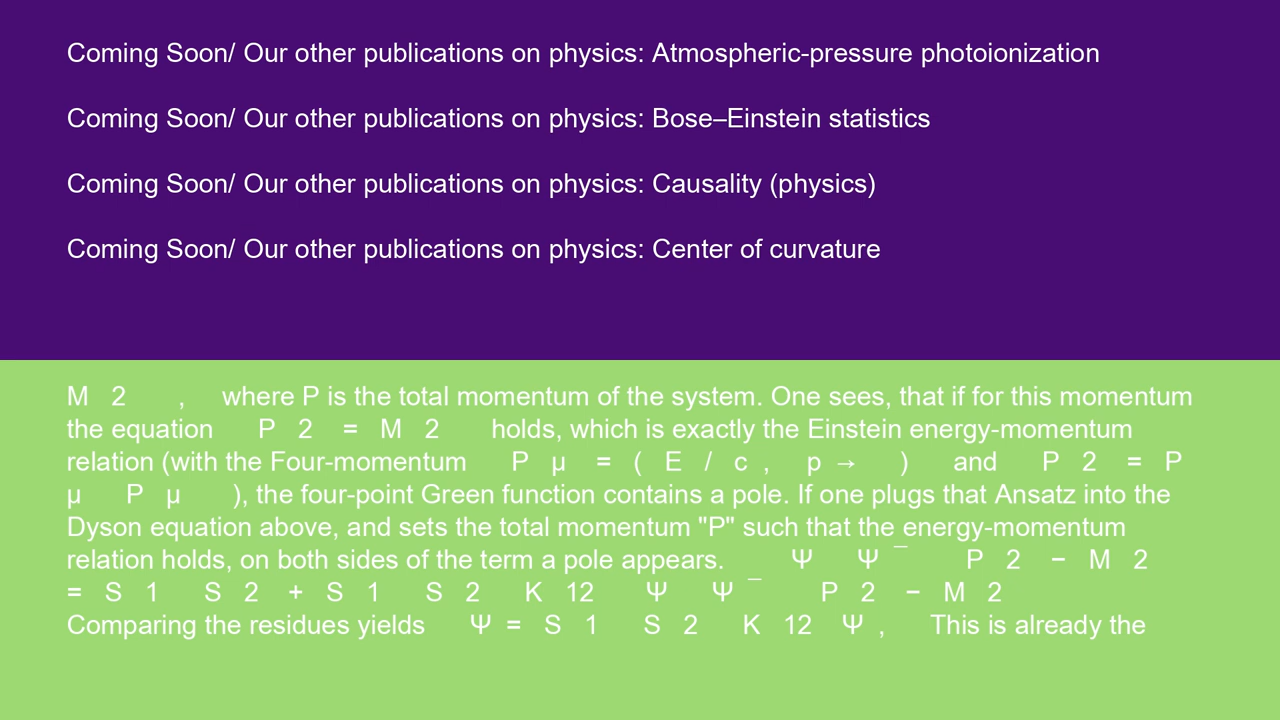 Coming Soon/ Our other publications on physics: Atmospheric-pressure photoionization
Coming Soon/ Our other publications on physics: Bose–Einstein statistics
Coming Soon/ Our other publications on physics: Causality (physics)
Coming Soon/ Our other publications on physics: Center of curvature
M 2 , where P is the total momentum of the system. One sees, that if for this momentum
the equation P 2 = M 2 holds, which is exactly the Einstein energy-momentum
relation (with the Four-momentum P μ = ( E / c , p → ) and P 2 = P
μ P μ ), the four-point Green function contains a pole. If one plugs that Ansatz into the
Dyson equation above, and sets the total momentum "P" such that the energy-momentum
relation holds, on both sides of the term a pole appears. Ψ Ψ ¯ P 2 − M 2
= S 1 S 2 + S 1 S 2 K 12 Ψ Ψ ¯ P 2 − M 2
Comparing the residues yields Ψ = S 1 S 2 K 12 Ψ , This is already the